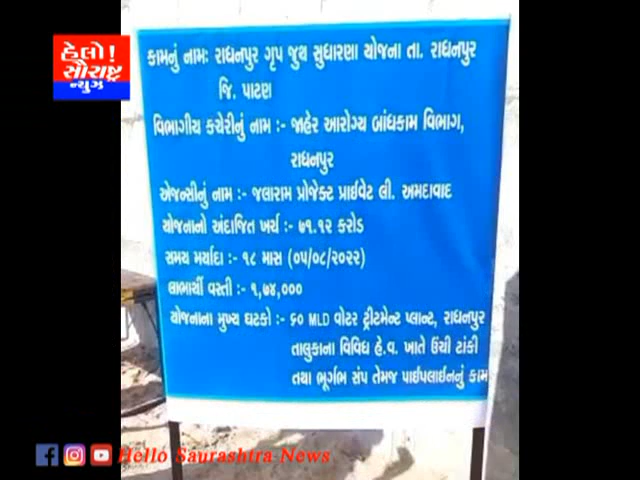 હેલો!
સૌરાષ્ટ્ર
ન્યુઝ
કામનું નામઃ રાધનપુર ગૃપ જુથ સુધારણા યોજના તા. રાધનપુર
જિ. પાટણ
વિભાગીય કચેરીનું નામ :- જાહેર આરોગ્ય બાંધકામ વિભાગ,
રાધનપુર
એજન્સીનું નામ :- જલારામ પ્રોજેક્ટ પ્રાઈવેટ લી. અમદાવાદ
યોજનાનો અંદાજિત ખર્ચ :- ૭૧.૧૨ કરોડ
સમય મર્યાદા :- ૧૮ માસ (૦૫/૦૮/૨૦૨૨)
લાભાર્થી વસ્તી :- ૧,૭૪,૦૦૦
યોજનાના મુખ્ય ઘટકો :- ૬૦ MLD વોટર ટ્રીટમેન્ટ પ્લાન્ટ, રાધનપુર
તાલુકાના વિવિધ હે.વ. ખાતે ઉંચી ટાંકી
તથા ભૂર્ગભ સંપ તેમજ પાઈપલાઈનનું કામ
Hello Saurashtra News